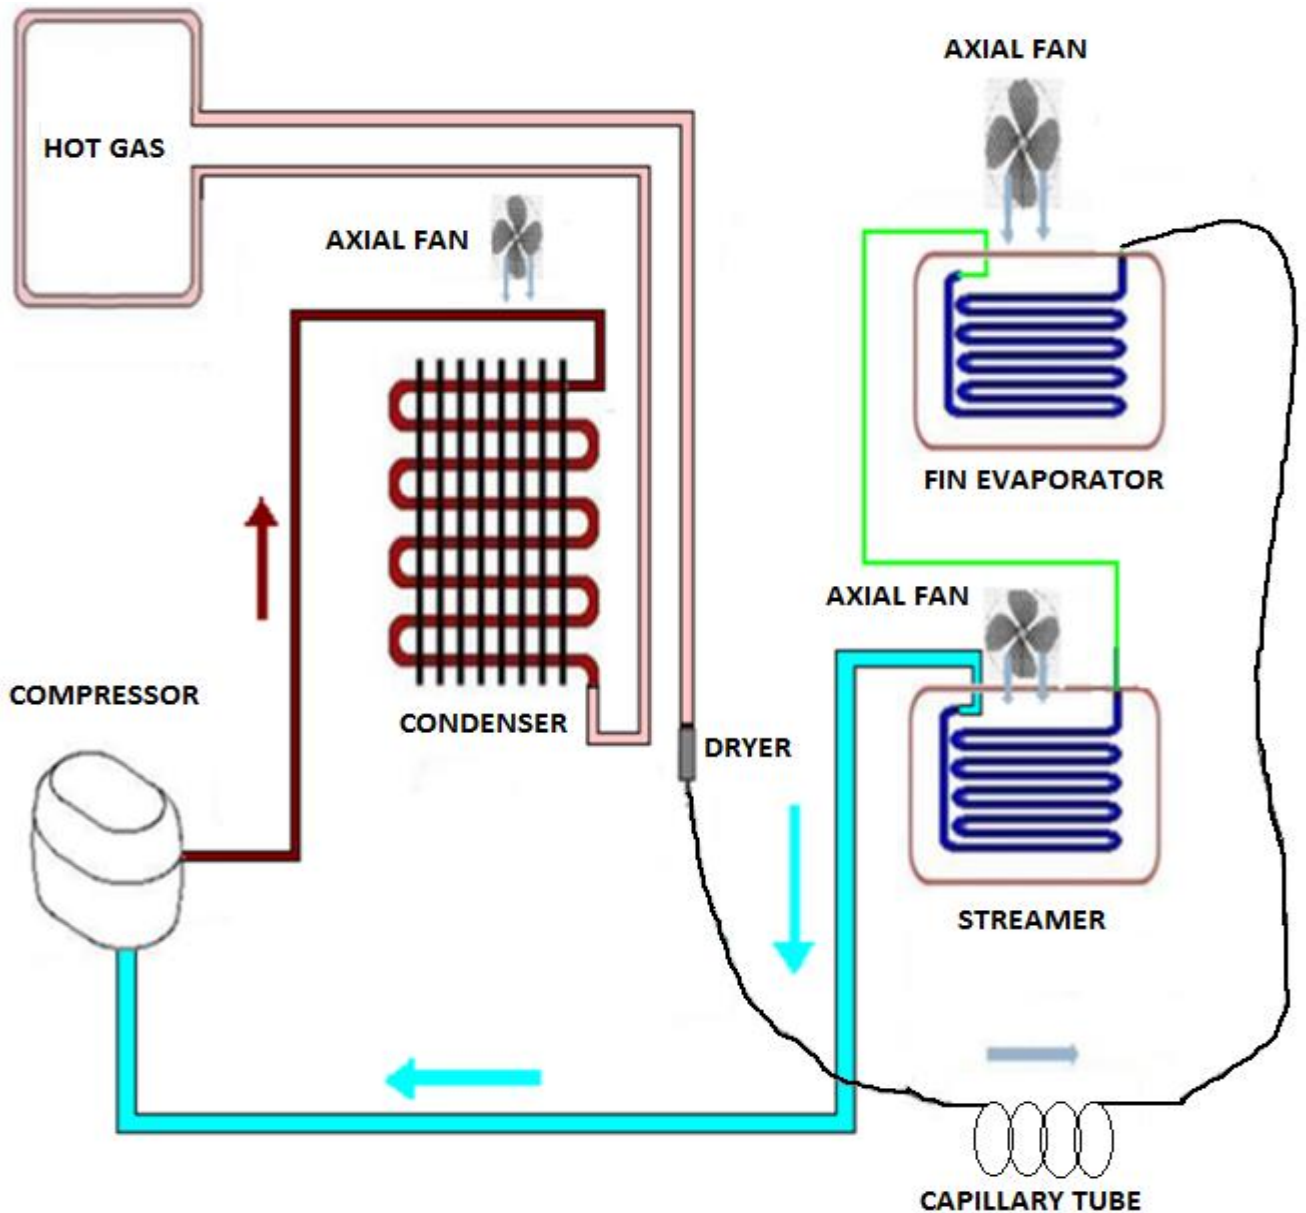 AXIAL FAN
HOT GAS
AXIAL FAN
FIN EVAPORATOR
AXIAL FAN
COMPRESSOR
CONDENSER
DRYER
STREAMER
CAPILLARY TUBE